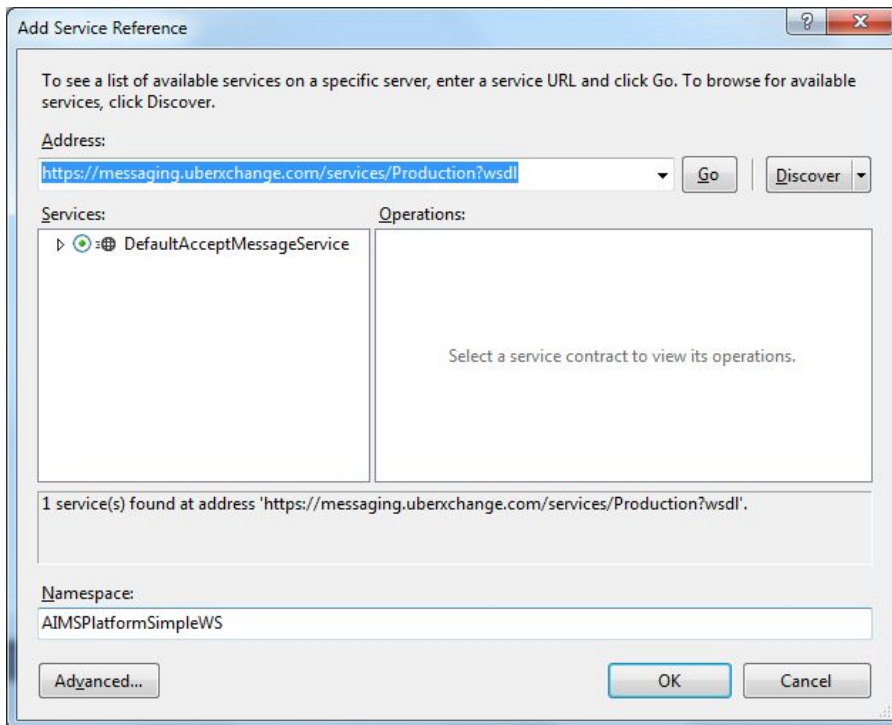 Add Service Reference
To see a list of available services on a specific server, enter a service URL and click Go. To browse for available
services, click Discover.
Address:
https://messaging.uberxchange.com/services/Production?wsdl
Go
Discover
Services:
Operations:
DefaultAcceptMessageService
Select a service contract to view its operations.
1 service(s) found at address 'https://messaging.uberxchange.com/services/Production?wsdl'.
Namespace:
AIMSPlatformSimpleWS
Advanced...
OK
Cancel